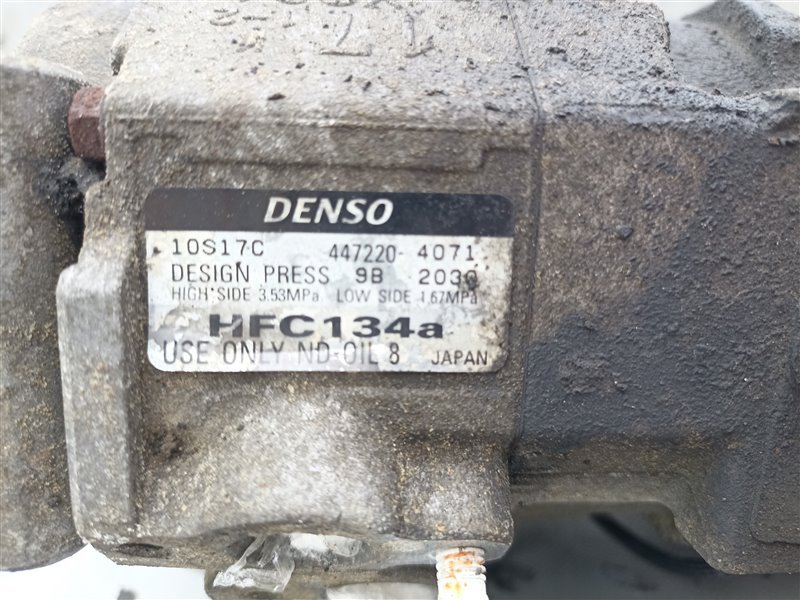 DENSO
10S17C 447220-4071
DESIGN PRESS 9B 2030
HIGH SIDE 3.53MPa LOW SIDE 1.67MPa
HFC134a
USE ONLY ND-OIL 8 JAPAN